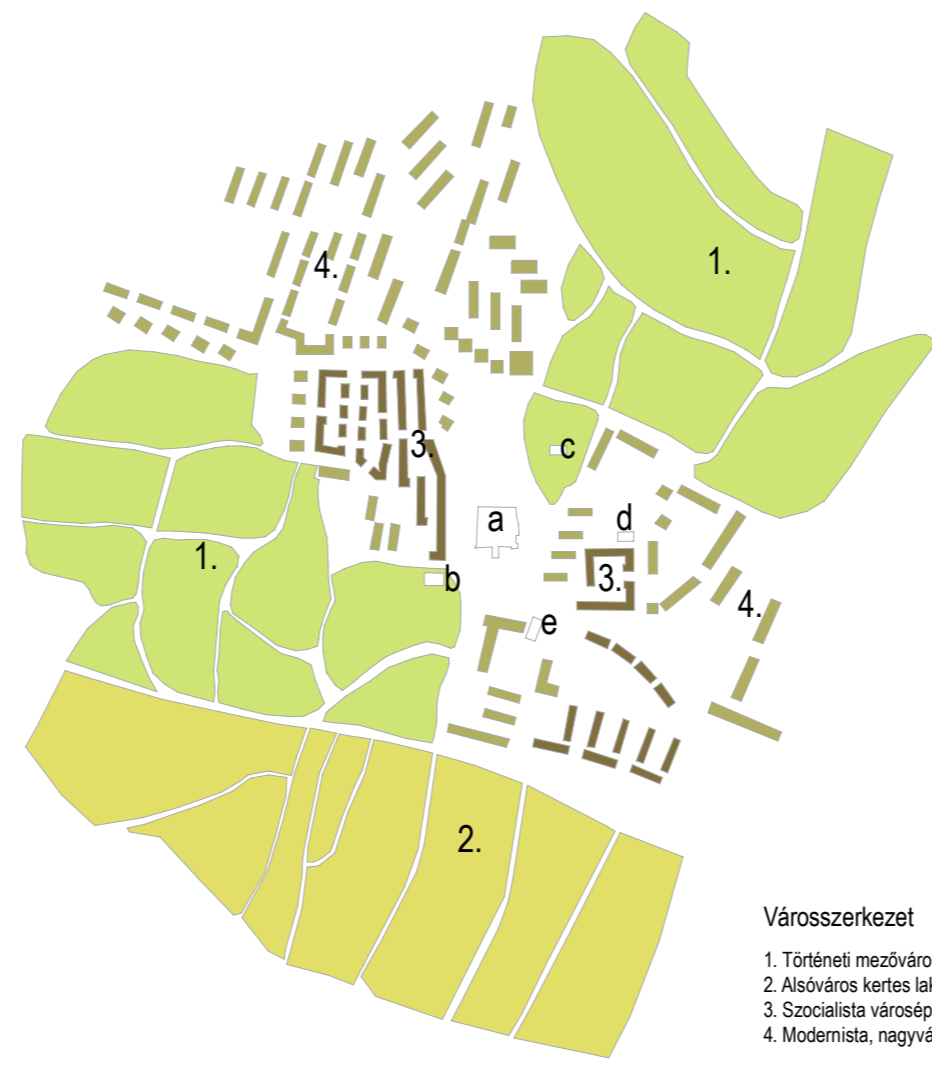 1.
4.
3.
c
a
d
1.
b
3.
4.
e
2.
Városszerkezet
1. Történeti
2. Alsóváros kertes
3. Szocialista
4. Modernista,